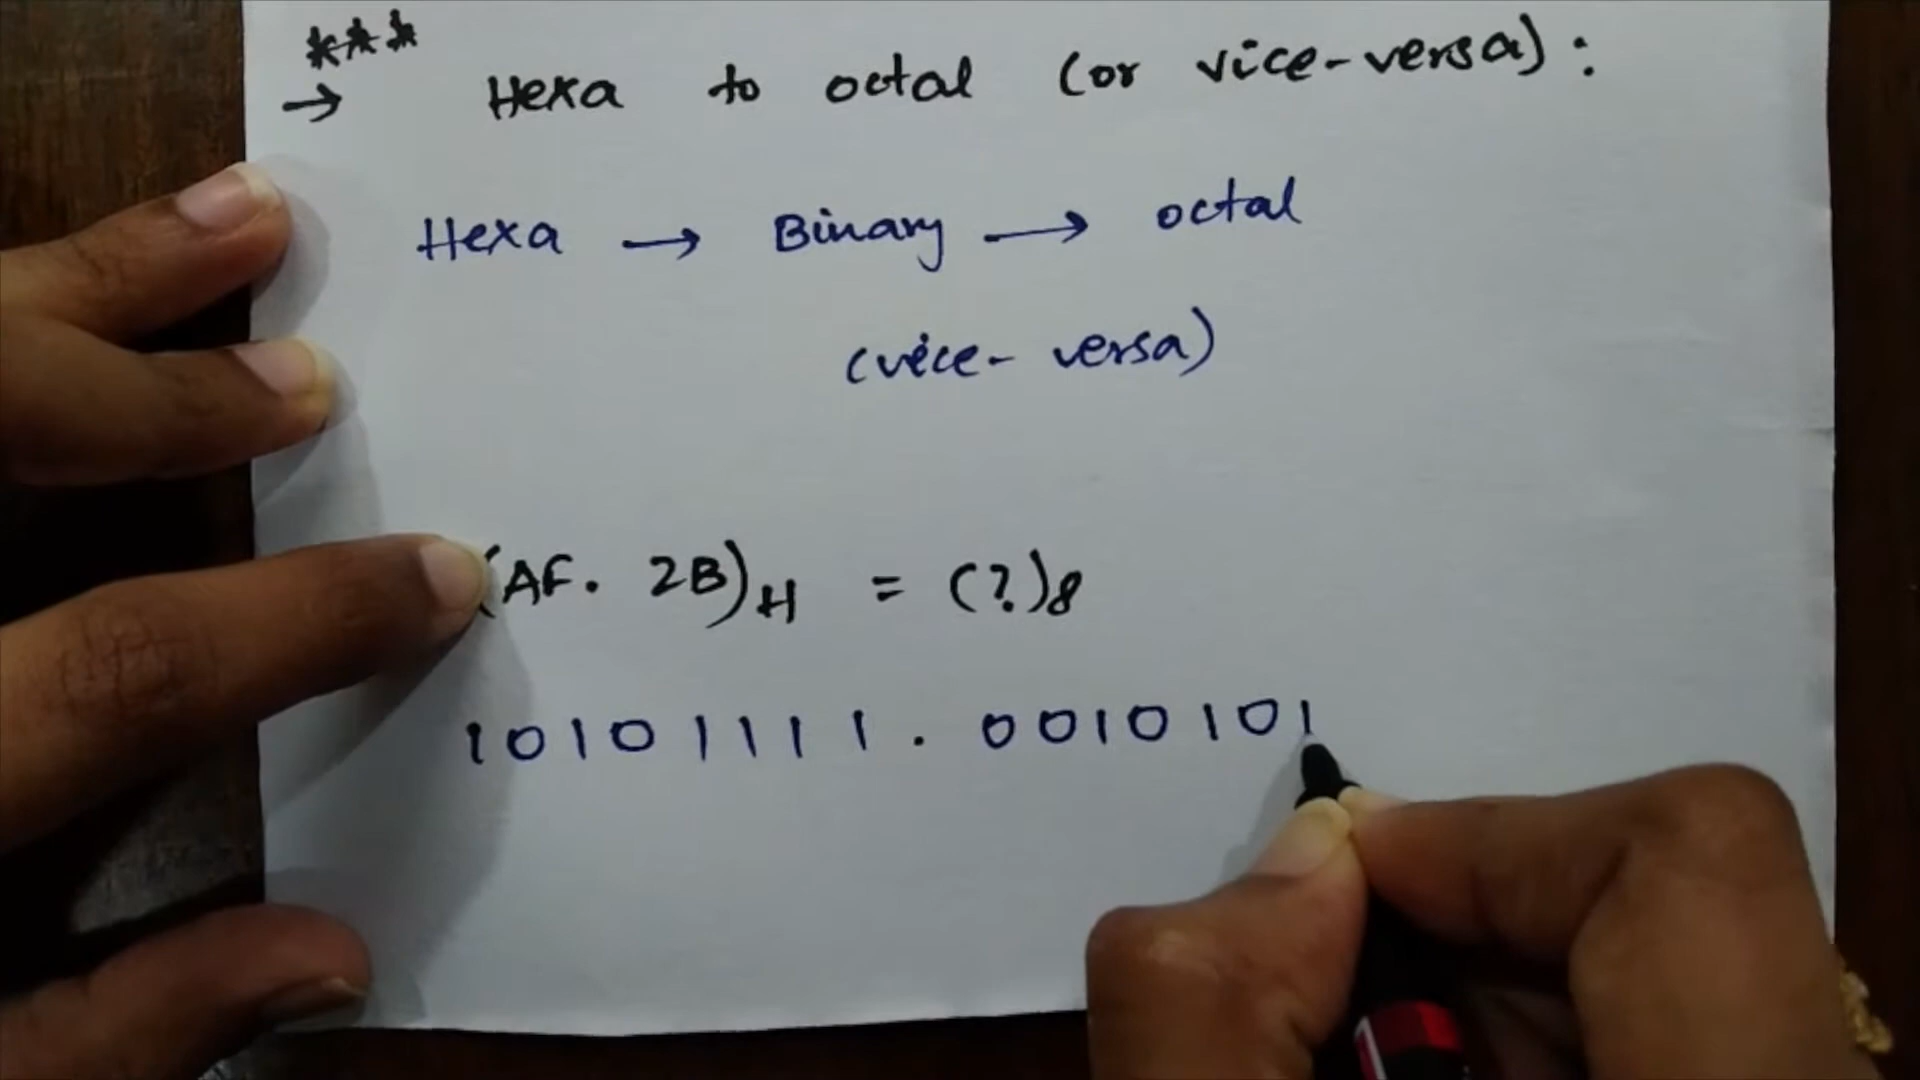 ***
→ Hexa to octal (or vice-versa):
Hexa → Binary → octal
(vice-versa)
(AF. 2B)H = (?)8
10101111.0010101